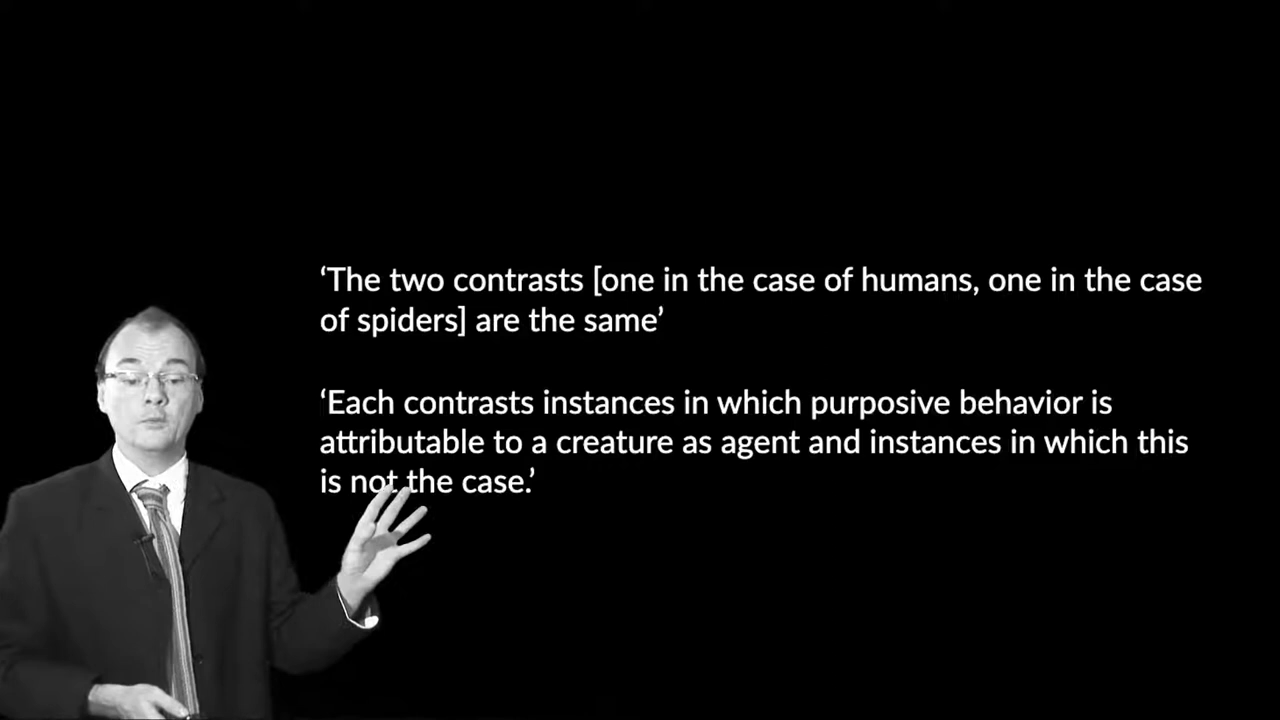 ‘The two contrasts [one in the case of humans, one in the case
of spiders] are the same’
‘Each contrasts instances in which purposive behavior is
attributable to a creature as agent and instances in which this
is not the case.’